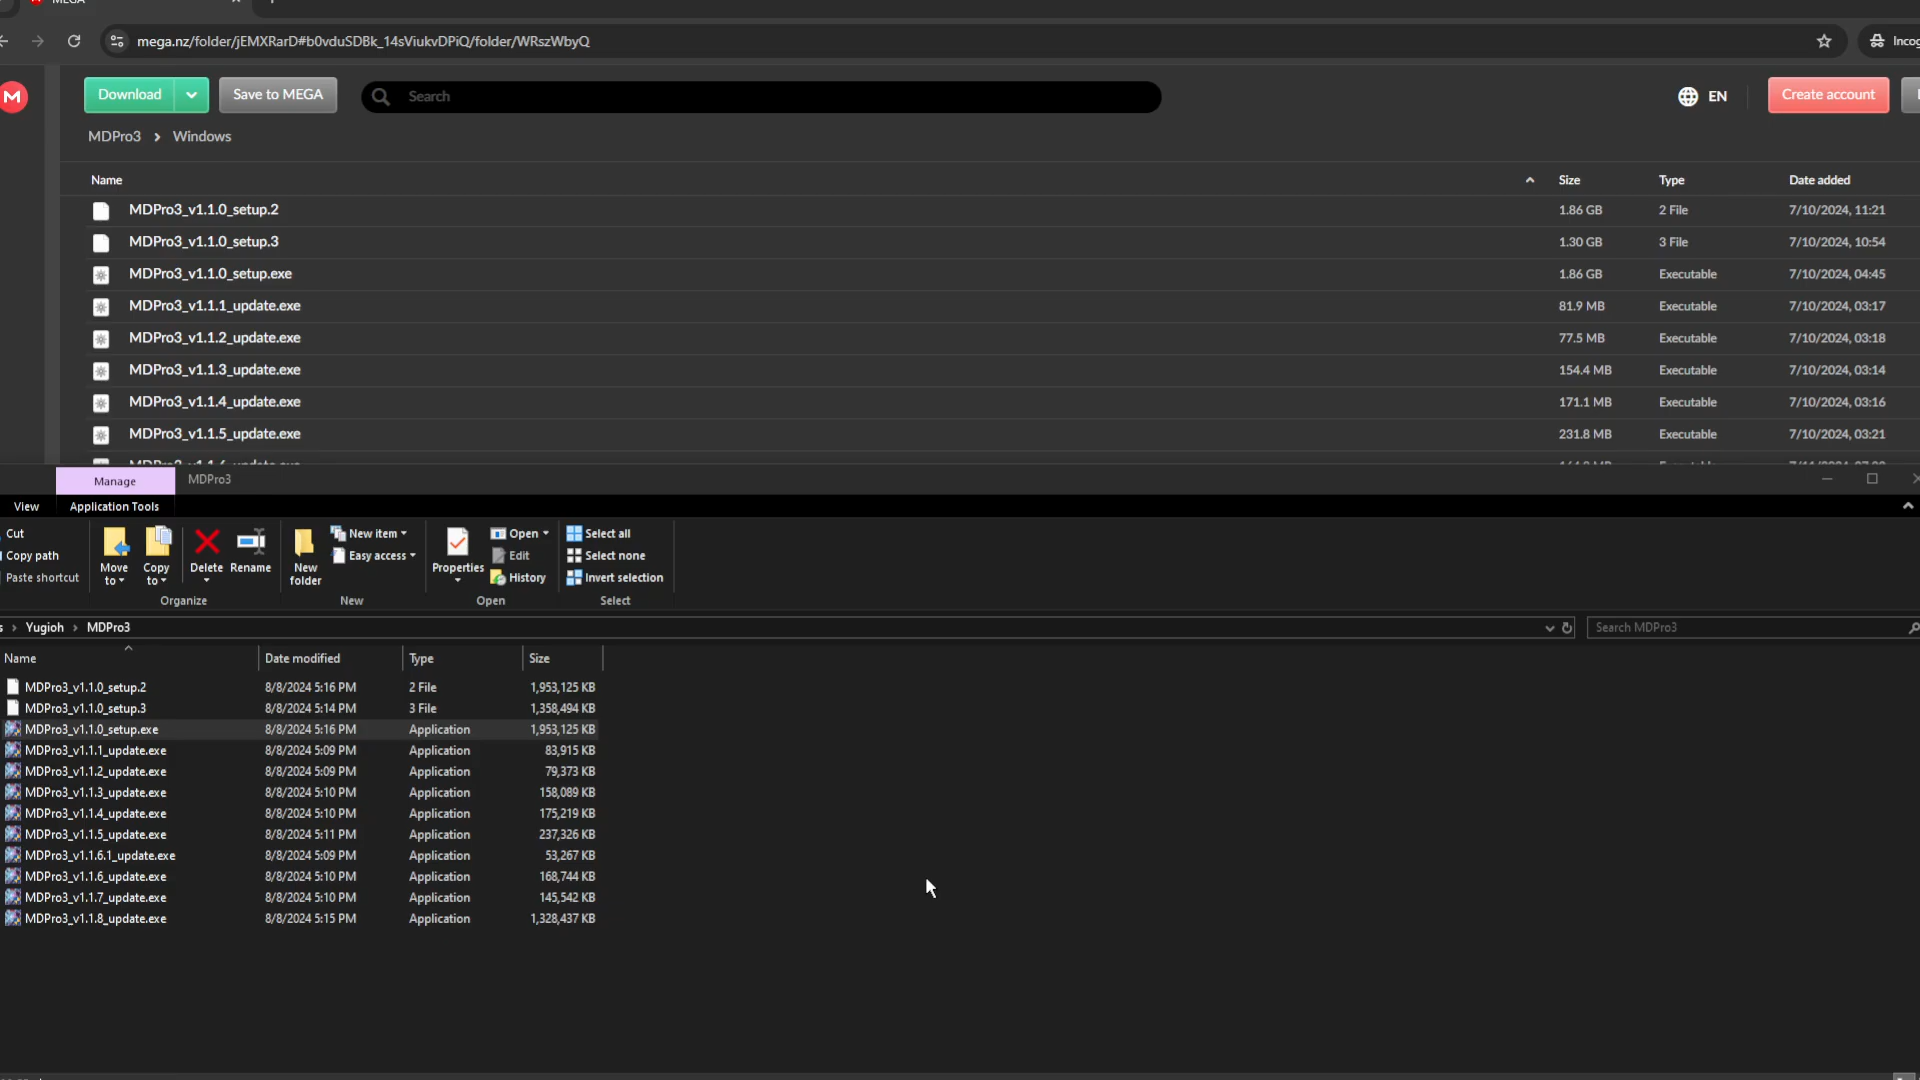 MEGA
mega.nz/folder/jEMXRarD#b0vduSDBk_14sViukvDPiQ/folder/WRszWbyQ
Download
Save to MEGA
Search
EN
Create account
MDPro3 > Windows
Name Size Type Date added
MDPro3_v1.1.0_setup.2 1.86 GB 2 File 7/10/2024, 11:21
MDPro3_v1.1.0_setup.3 1.30 GB 3 File 7/10/2024, 10:54
MDPro3_v1.1.0_setup.exe 1.86 GB Executable 7/10/2024, 04:45
MDPro3_v1.1.1_update.exe 81.9 MB Executable 7/10/2024, 03:17
MDPro3_v1.1.2_update.exe 77.5 MB Executable 7/10/2024, 03:18
MDPro3_v1.1.3_update.exe 154.4 MB Executable 7/10/2024, 03:14
MDPro3_v1.1.4_update.exe 171.1 MB Executable 7/10/2024, 03:16
MDPro3_v1.1.5_update.exe 231.8 MB Executable 7/10/2024, 03:21
Manage MDPro3
View Application Tools
Cut
Copy path
Paste shortcut
Move to
Copy to
Delete
Rename
Organize
New folder
New item
Easy access
New
Properties
Open
Edit
History
Open
Select all
Select none
Invert selection
Select
s > Yugioh > MDPro3
Search MDPro3
Name Date modified Type Size
MDPro3_v1.1.0_setup.2 8/8/2024 5:16 PM 2 File 1,953,125 KB
MDPro3_v1.1.0_setup.3 8/8/2024 5:14 PM 3 File 1,358,494 KB
MDPro3_v1.1.0_setup.exe 8/8/2024 5:16 PM Application 1,953,125 KB
MDPro3_v1.1.1_update.exe 8/8/2024 5:09 PM Application 83,915 KB
MDPro3_v1.1.2_update.exe 8/8/2024 5:09 PM Application 79,373 KB
MDPro3_v1.1.3_update.exe 8/8/2024 5:10 PM Application 158,089 KB
MDPro3_v1.1.4_update.exe 8/8/2024 5:10 PM Application 175,219 KB
MDPro3_v1.1.5_update.exe 8/8/2024 5:11 PM Application 237,326 KB
MDPro3_v1.1.6.1_update.exe 8/8/2024 5:09 PM Application 53,267 KB
MDPro3_v1.1.6_update.exe 8/8/2024 5:10 PM Application 168,744 KB
MDPro3_v1.1.7_update.exe 8/8/2024 5:10 PM Application 145,542 KB
MDPro3_v1.1.8_update.exe 8/8/2024 5:15 PM Application 1,328,437 KB